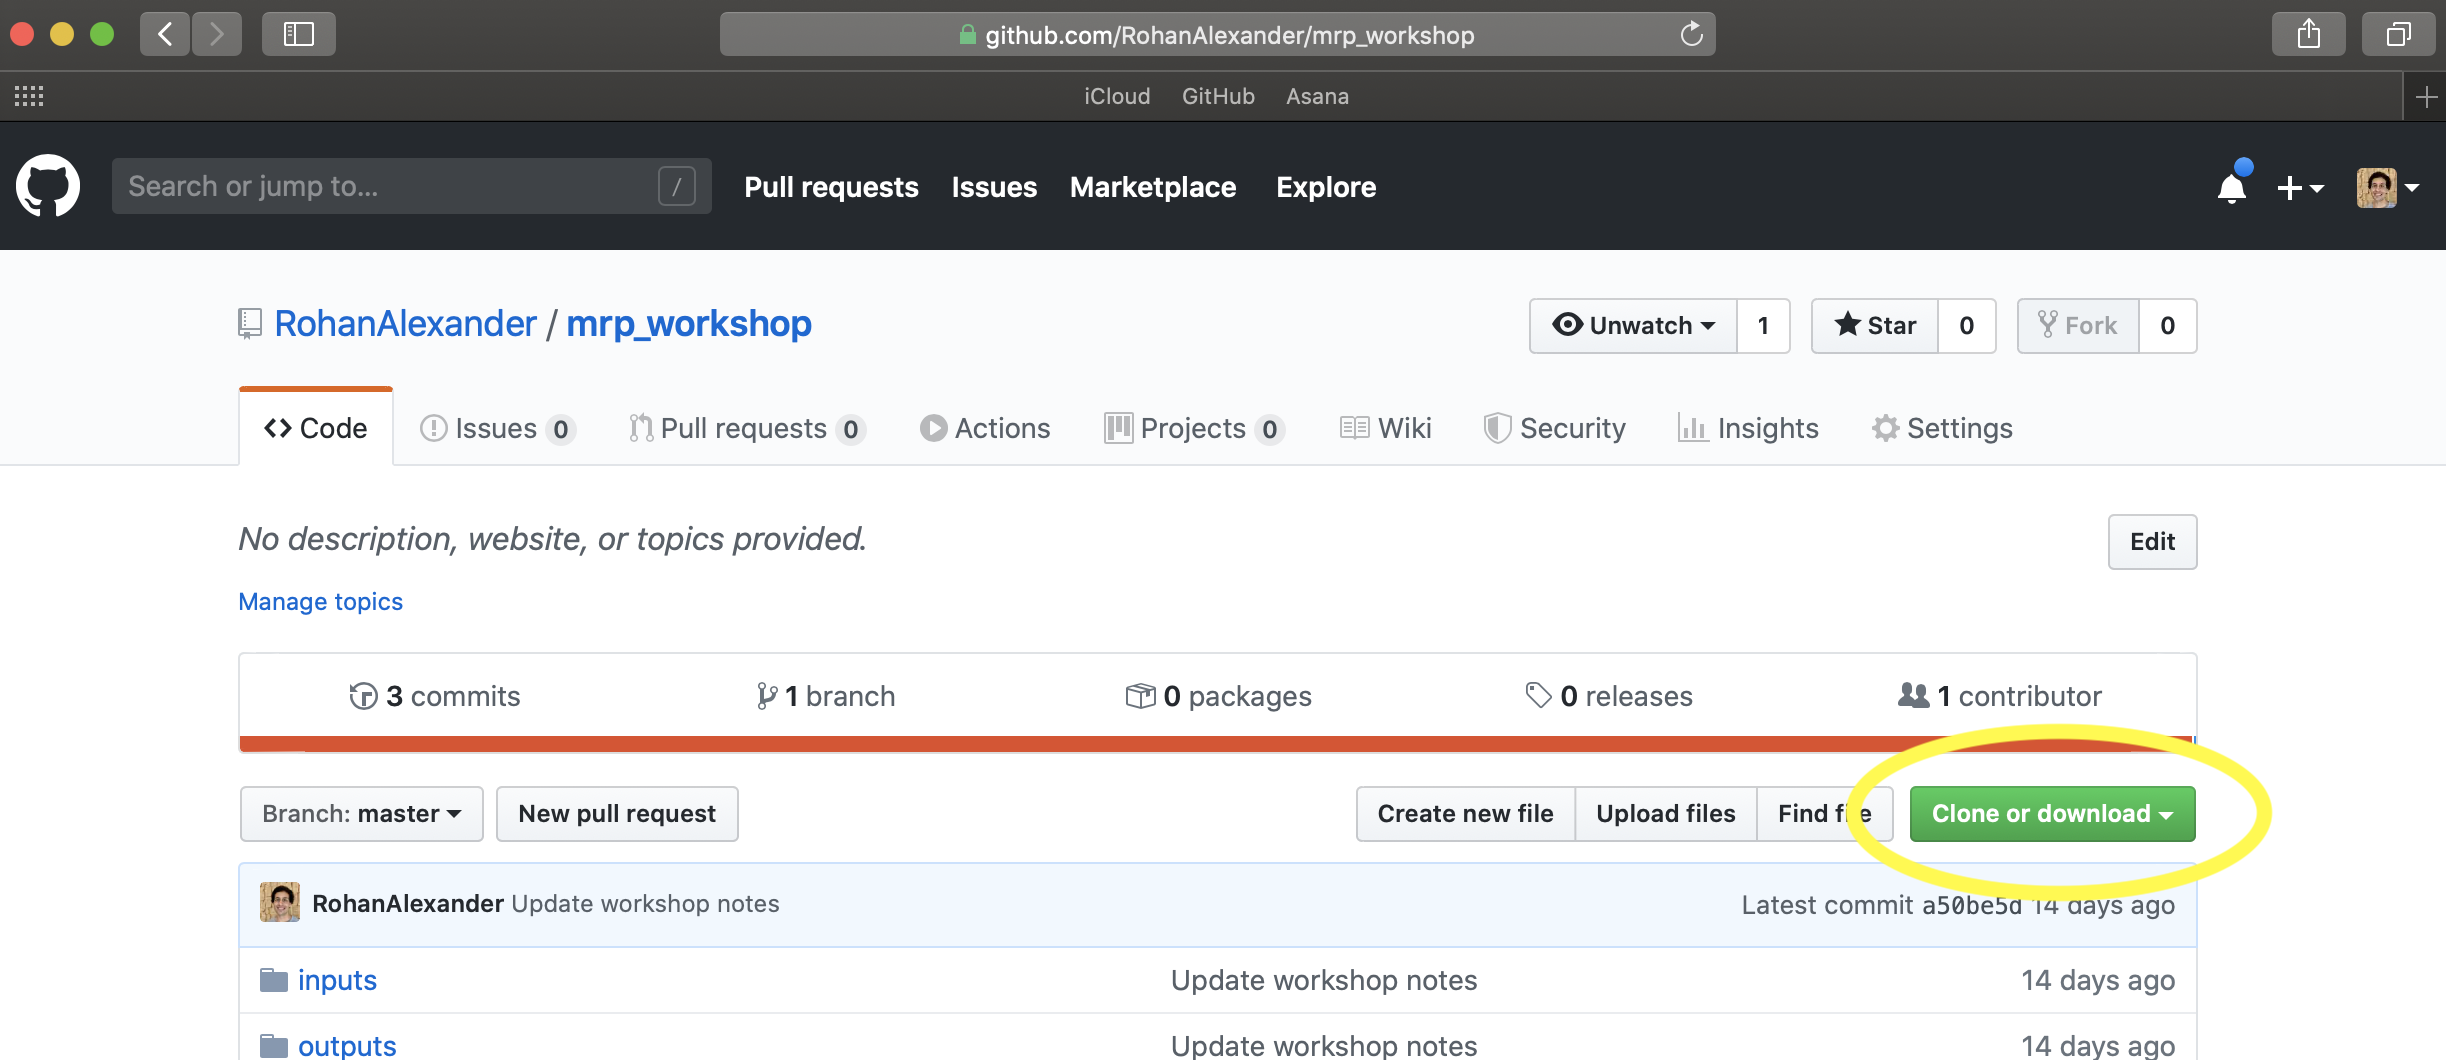 github.com/RohanAlexander/mrp_workshop
iCloud GitHub Asana
Search or jump to... / Pull requests Issues Marketplace Explore
RohanAlexander / mrp_workshop Unwatch 1 Star 0 Fork 0
Code Issues 0 Pull requests 0 Actions Projects 0 Wiki Security Insights Settings
No description, website, or topics provided. Edit
Manage topics
3 commits 1 branch 0 packages 0 releases 1 contributor
Branch: master New pull request Create new file Upload files Find file Clone or download
RohanAlexander Update workshop notes Latest commit a50be5d 14 days ago
inputs Update workshop notes 14 days ago
outputs Update workshop notes 14 days ago